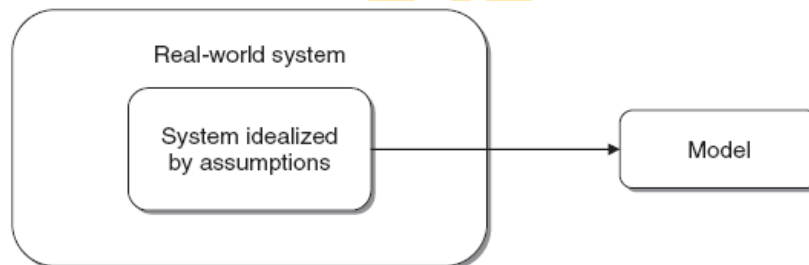 Real-world system
System idealized
by assumptions
Model